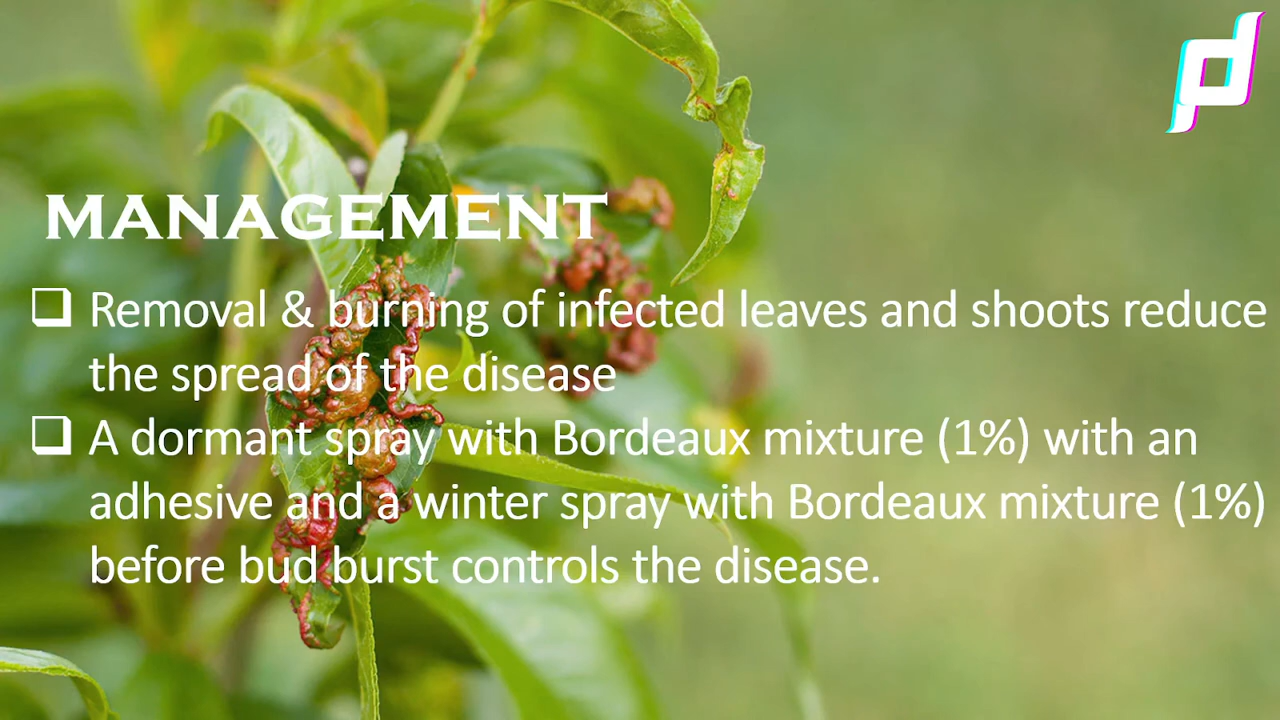 MANAGEMENT
❑ Removal & burning of infected leaves and shoots reduce
the spread of the disease
❑ A dormant spray with Bordeaux mixture (1%) with an
adhesive and a winter spray with Bordeaux mixture (1%)
before bud burst controls the disease.